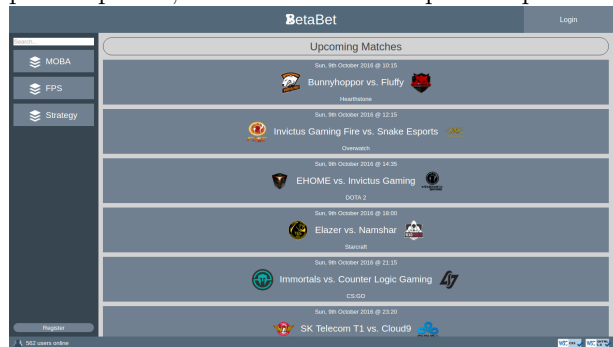 BetaBet
Login
Search...
MOBA
FPS
Strategy
Register
Upcoming Matches
Sun, 9th October 2016 @ 10:15
Bunnyhoppor vs. Fluffy
Hearthstone
Sun, 9th October 2016 @ 12:15
Invictus Gaming Fire vs. Snake Esports
Overwatch
Sun, 9th October 2016 @ 14:35
EHOME vs. Invictus Gaming
DOTA 2
Sun, 9th October 2016 @ 18:00
Elazer vs. Namshar
Starcraft
Sun, 9th October 2016 @ 21:15
Immortals vs. Counter Logic Gaming
CS:GO
Sun, 9th October 2016 @ 23:20
SK Telecom T1 vs. Cloud9
562 users online